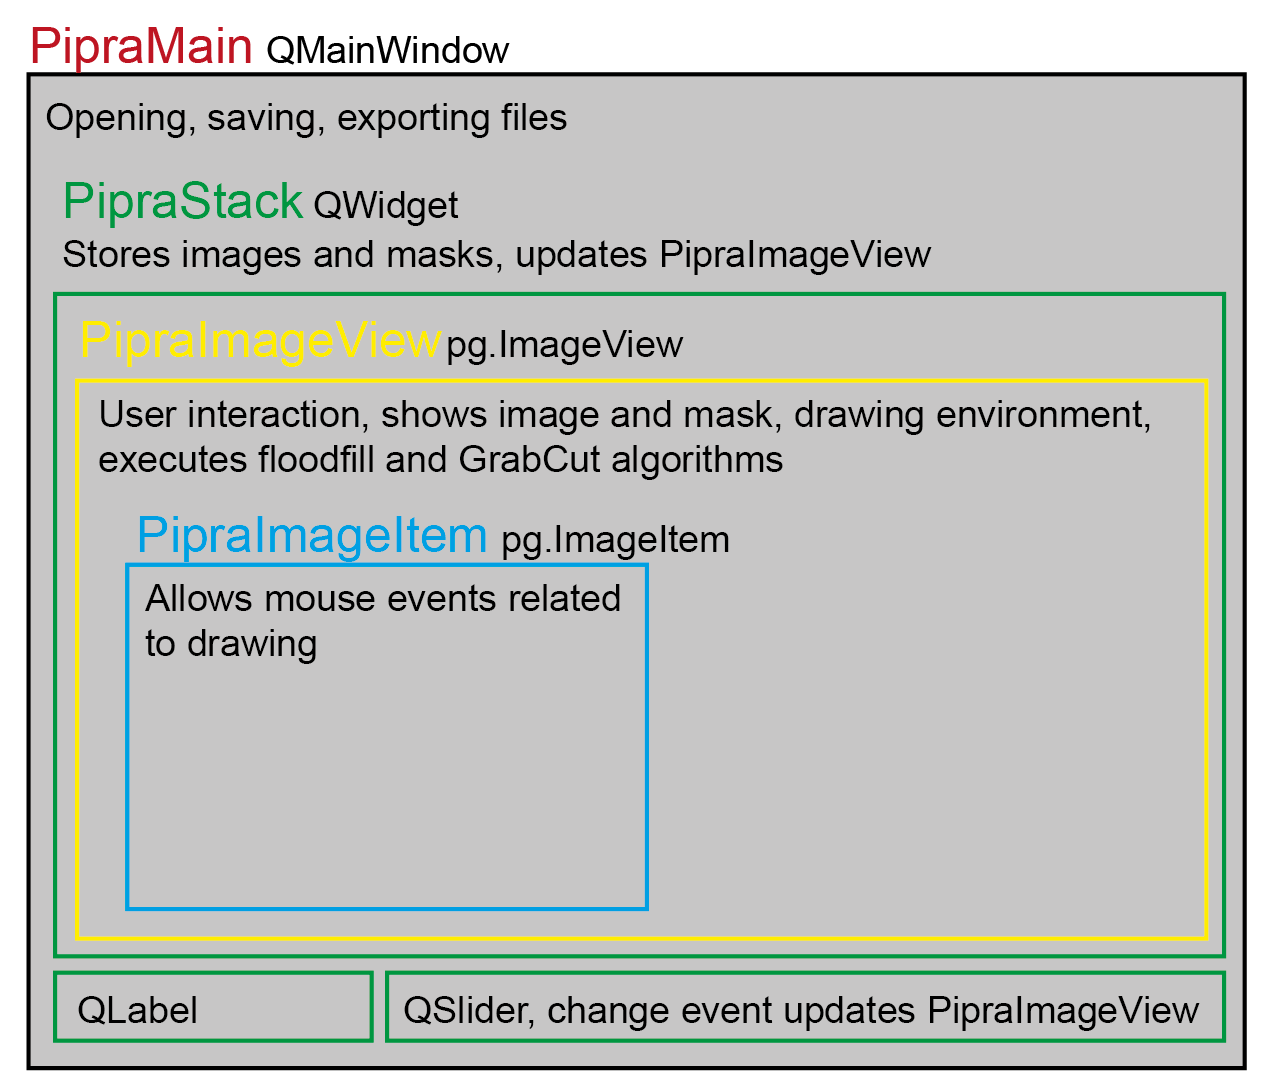 PipraMain QMainWindow
Opening, saving, exporting files
PipraStack QWidget
Stores images and masks, updates PipraImageView
PipraImageView pg.ImageView
User interaction, shows image and mask, drawing environment,
executes floodfill and GrabCut algorithms
PipraImageItem pg.ImageItem
Allows mouse events related
to drawing
QLabel
QSlider, change event updates PipraImageView